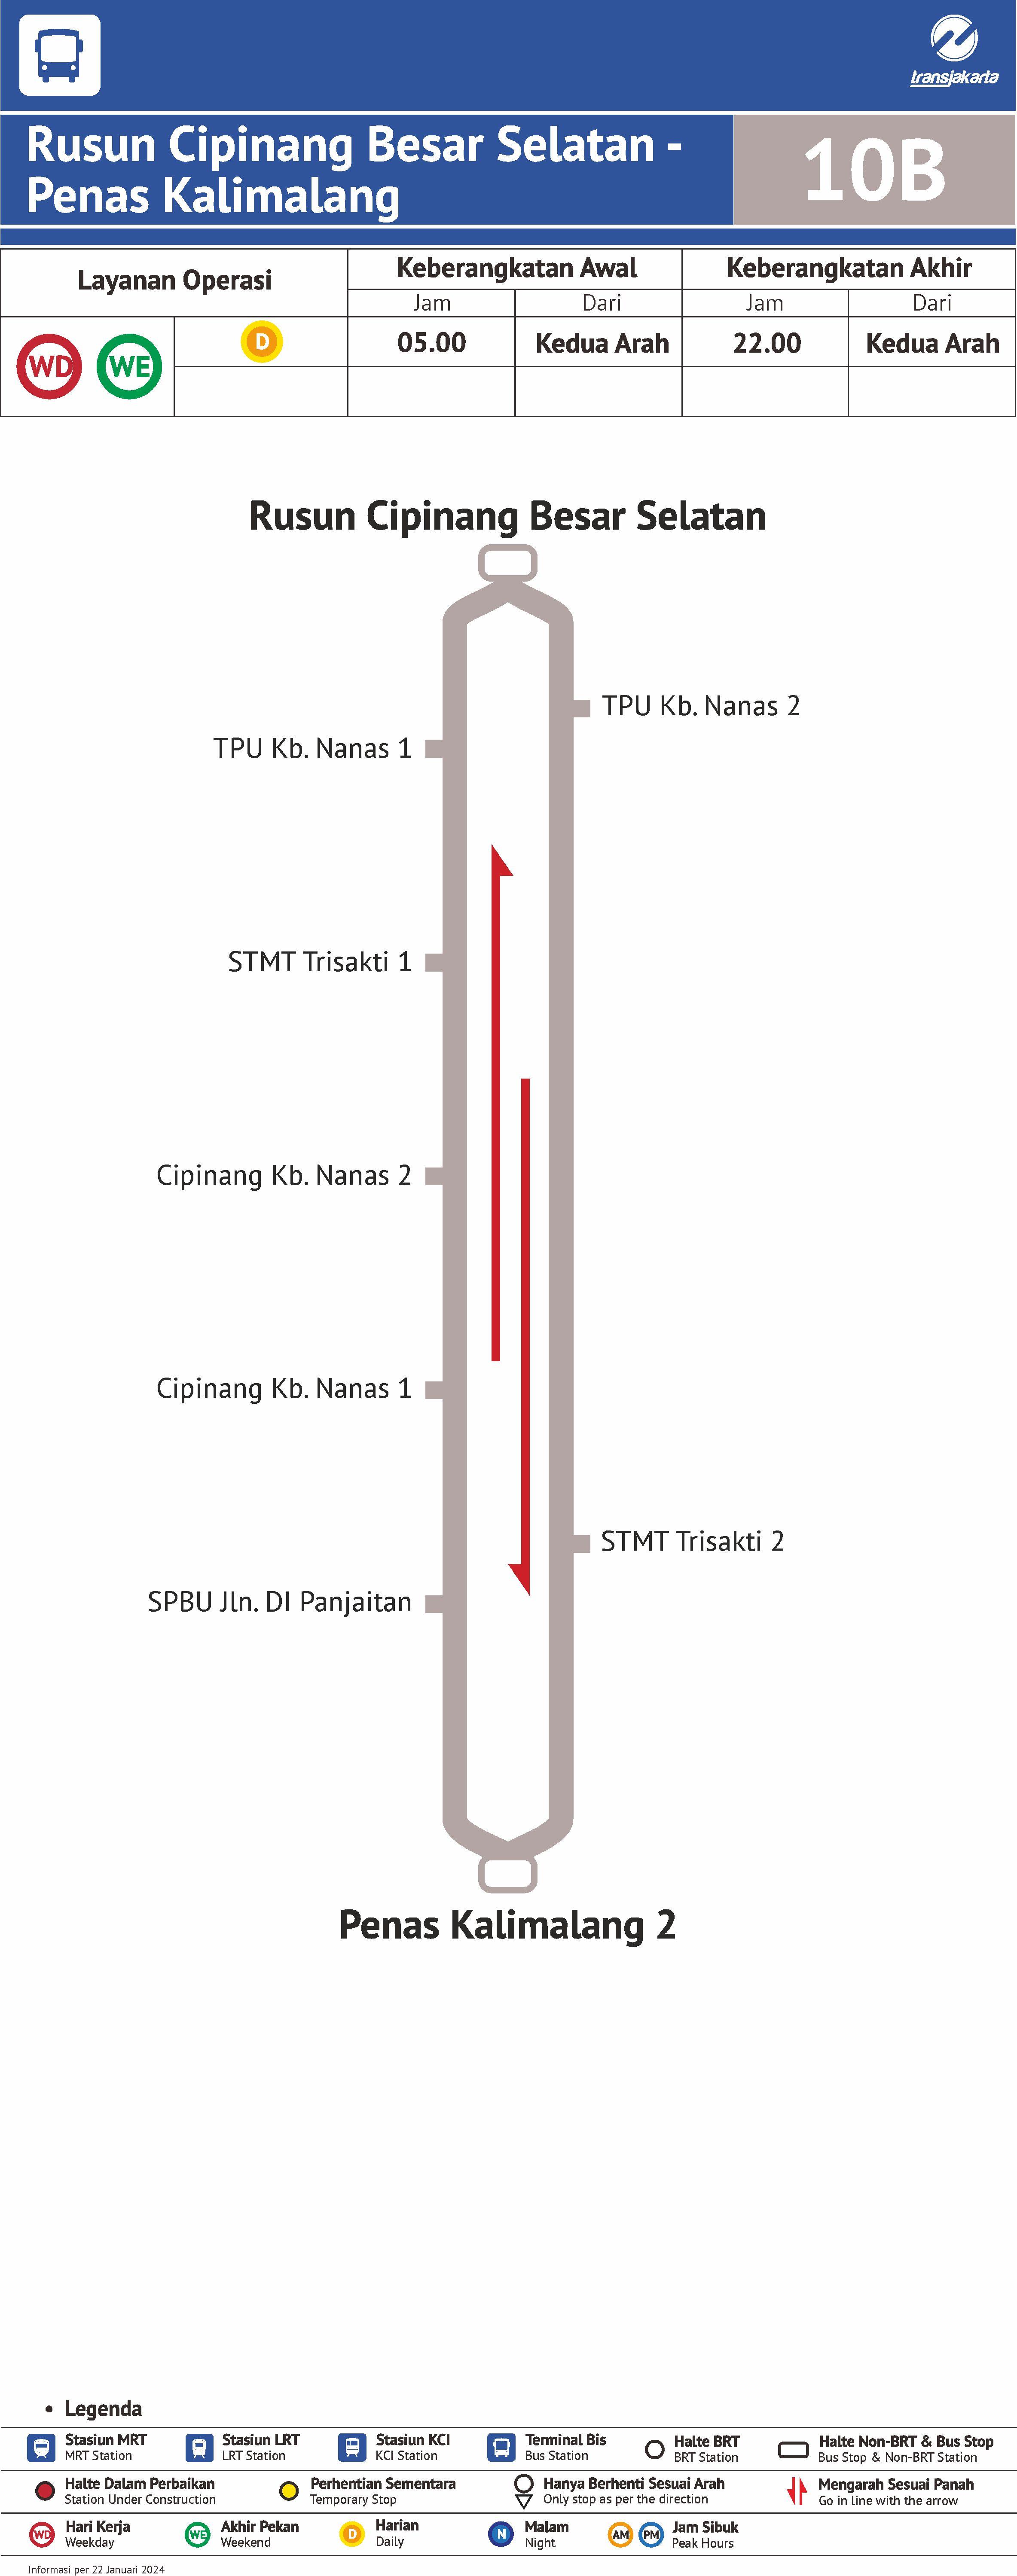 transjakarta
Rusun Cipinang Besar Selatan -
Penas Kalimalang
10B
Layanan Operasi
Keberangkatan Awal
Keberangkatan Akhir
Jam
Dari
Jam
Dari
WD
WE
D
05.00
Kedua Arah
22.00
Kedua Arah
Rusun Cipinang Besar Selatan
TPU Kb. Nanas 2
TPU Kb. Nanas 1
STMT Trisakti 1
Cipinang Kb. Nanas 2
Cipinang Kb. Nanas 1
STMT Trisakti 2
SPBU Jln. DI Panjaitan
Penas Kalimalang 2
• Legenda
Stasiun MRT
MRT Station
Stasiun LRT
LRT Station
Stasiun KCI
KCI Station
Terminal Bis
Bus Station
Halte BRT
BRT Station
Halte Non-BRT & Bus Stop
Bus Stop & Non-BRT Station
Halte Dalam Perbaikan
Station Under Construction
Perhentian Sementara
Temporary Stop
Hanya Berhenti Sesuai Arah
Only stop as per the direction
Mengarah Sesuai Panah
Go in line with the arrow
WD
Hari Kerja
Weekday
WE
Akhir Pekan
Weekend
D
Harian
Daily
N
Malam
Night
AM
PM
Jam Sibuk
Peak Hours
Informasi per 22 Januari 2024